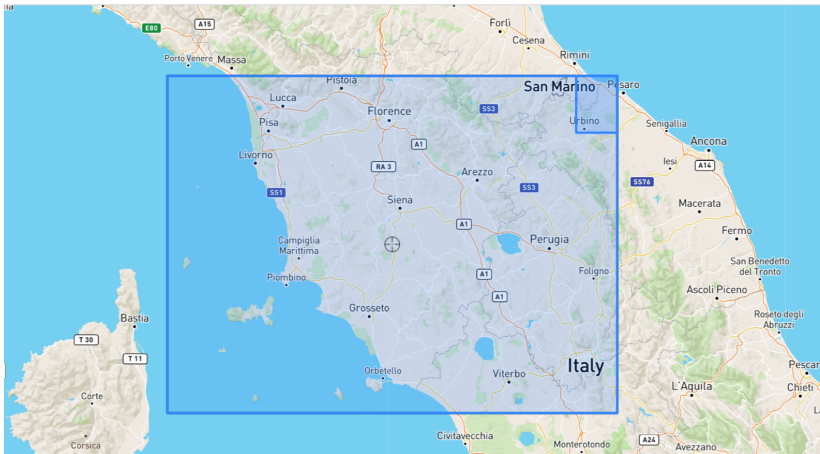 E80
A15
Forlì
Cesena
Porto Venere
Massa
Rimini
Pistoia
San Marino
Pesaro
Lucca
Florence
SS3
Urbino
Senigallia
Pisa
A1
Ancona
Livorno
RA 3
Arezzo
Iesi
A14
SS1
SS3
SS76
Siena
Macerata
A1
Fermo
Campiglia
Marittima
Perugia
San Benedetto
del Tronto
Piombino
A1
Foligno
Ascoli Piceno
A1
Bastia
Grosseto
Roseto degli
Abruzzi
T 30
T 11
Italy
Pescar
Orbetello
Viterbo
L'Aquila
Chieti
Corte
La
Civitavecchia
A24
Corsica
Monterotondo
Avezzano